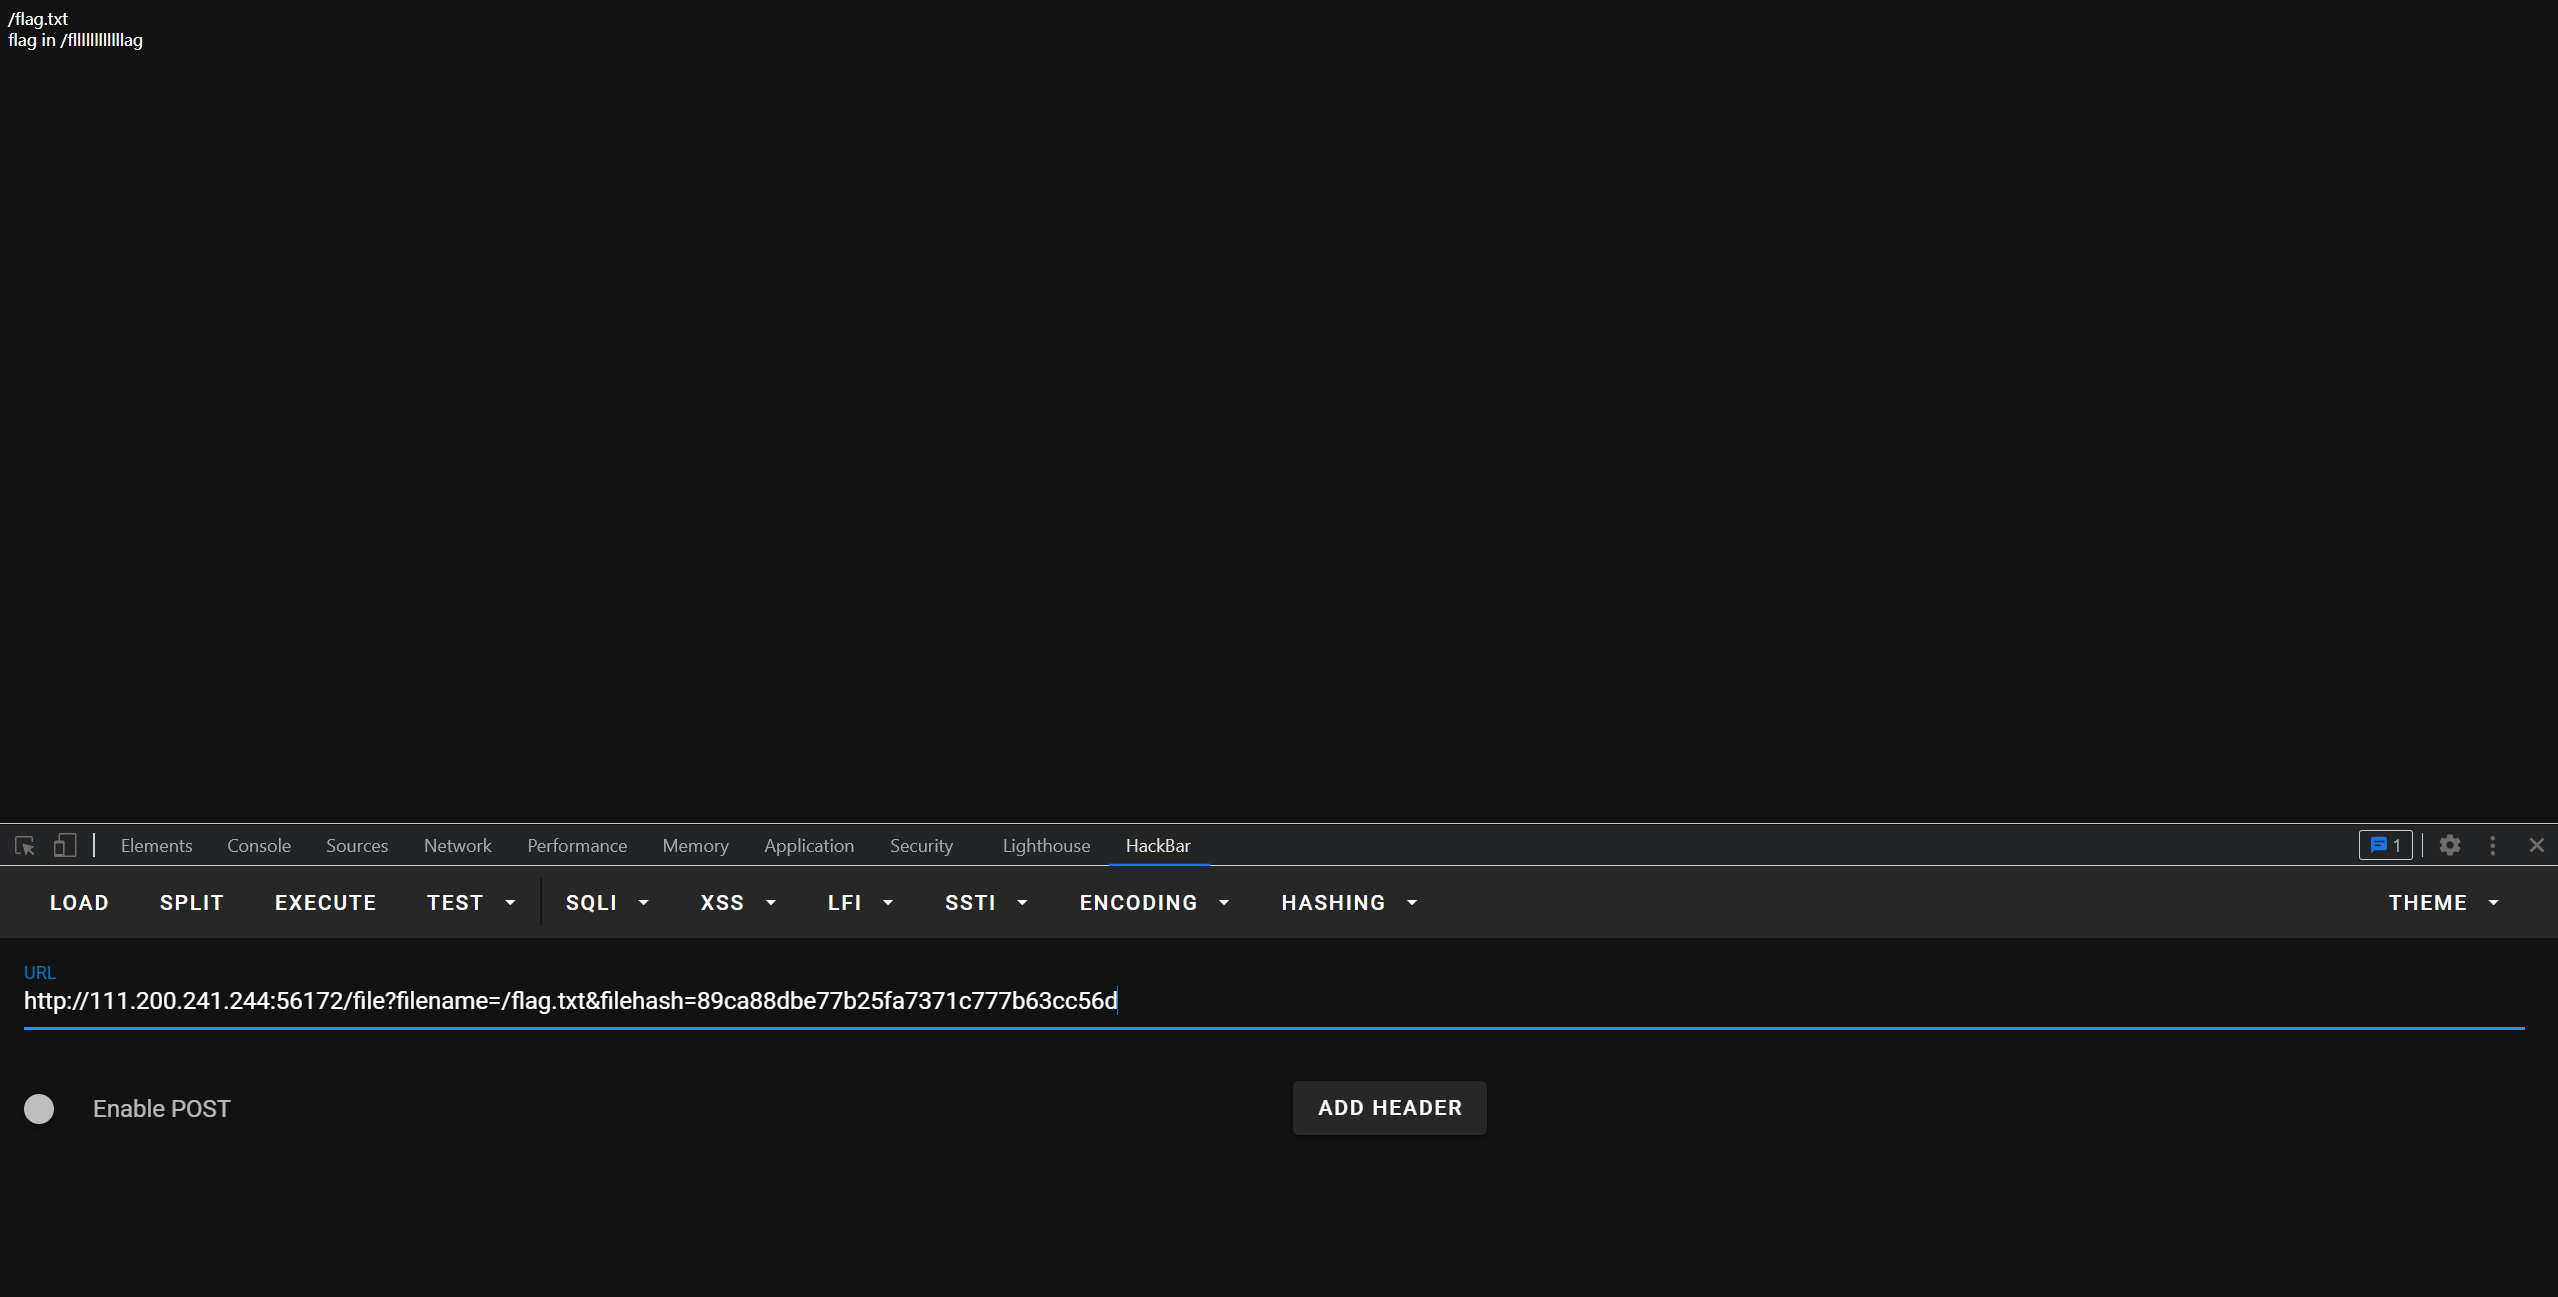 /flag.txt
flag in /fllllllllllllag
Elements Console Sources Network Performance Memory Application Security Lighthouse HackBar 1
LOAD SPLIT EXECUTE TEST SQLI XSS LFI SSTI ENCODING HASHING THEME
URL
http://111.200.241.244:56172/file?filename=/flag.txt&filehash=89ca88dbe77b25fa7371c777b63cc56d
Enable POST ADD HEADER